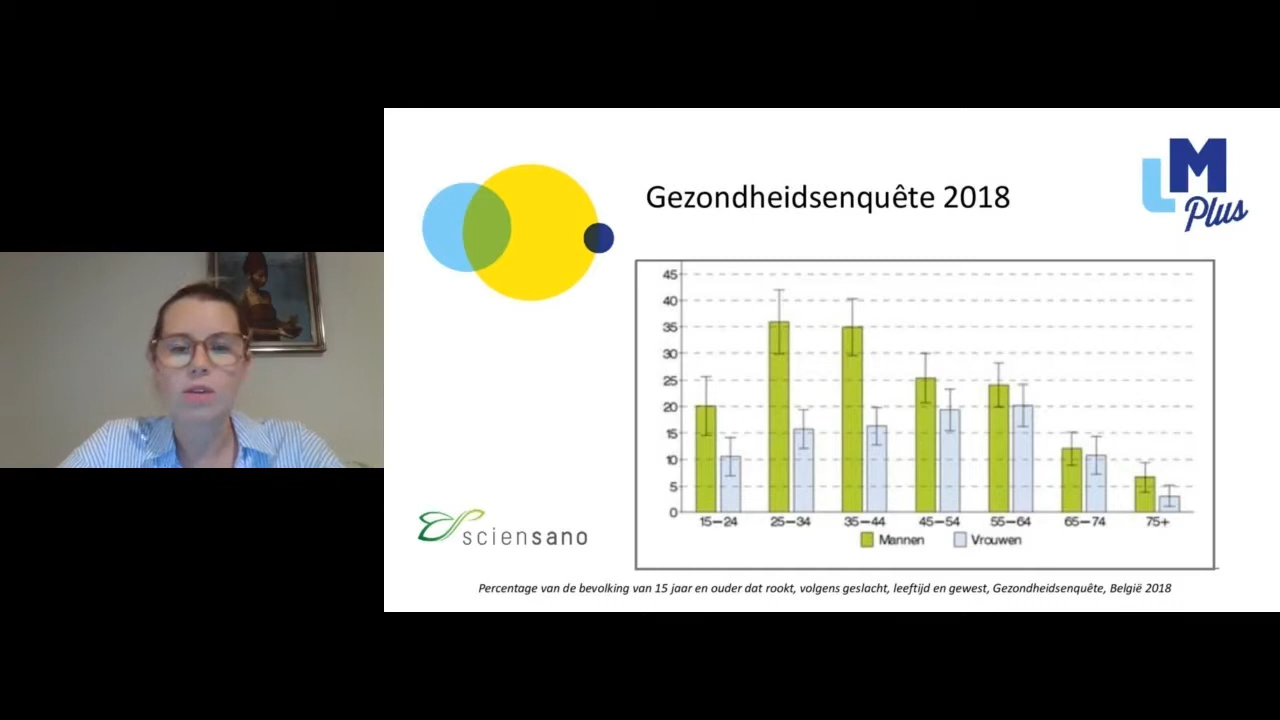 Gezondheidsenquête 2018
LM
Plus
45
40
35
30
25
20
15
10
5
0
15-24 25-34 35-44 45-54 55-64 65-74 75+
Mannen Vrouwen
sciensano
Percentage van de bevolking van 15 jaar en ouder dat rookt, volgens geslacht, leeftijd en gewest, Gezondheidsenquête, België 2018